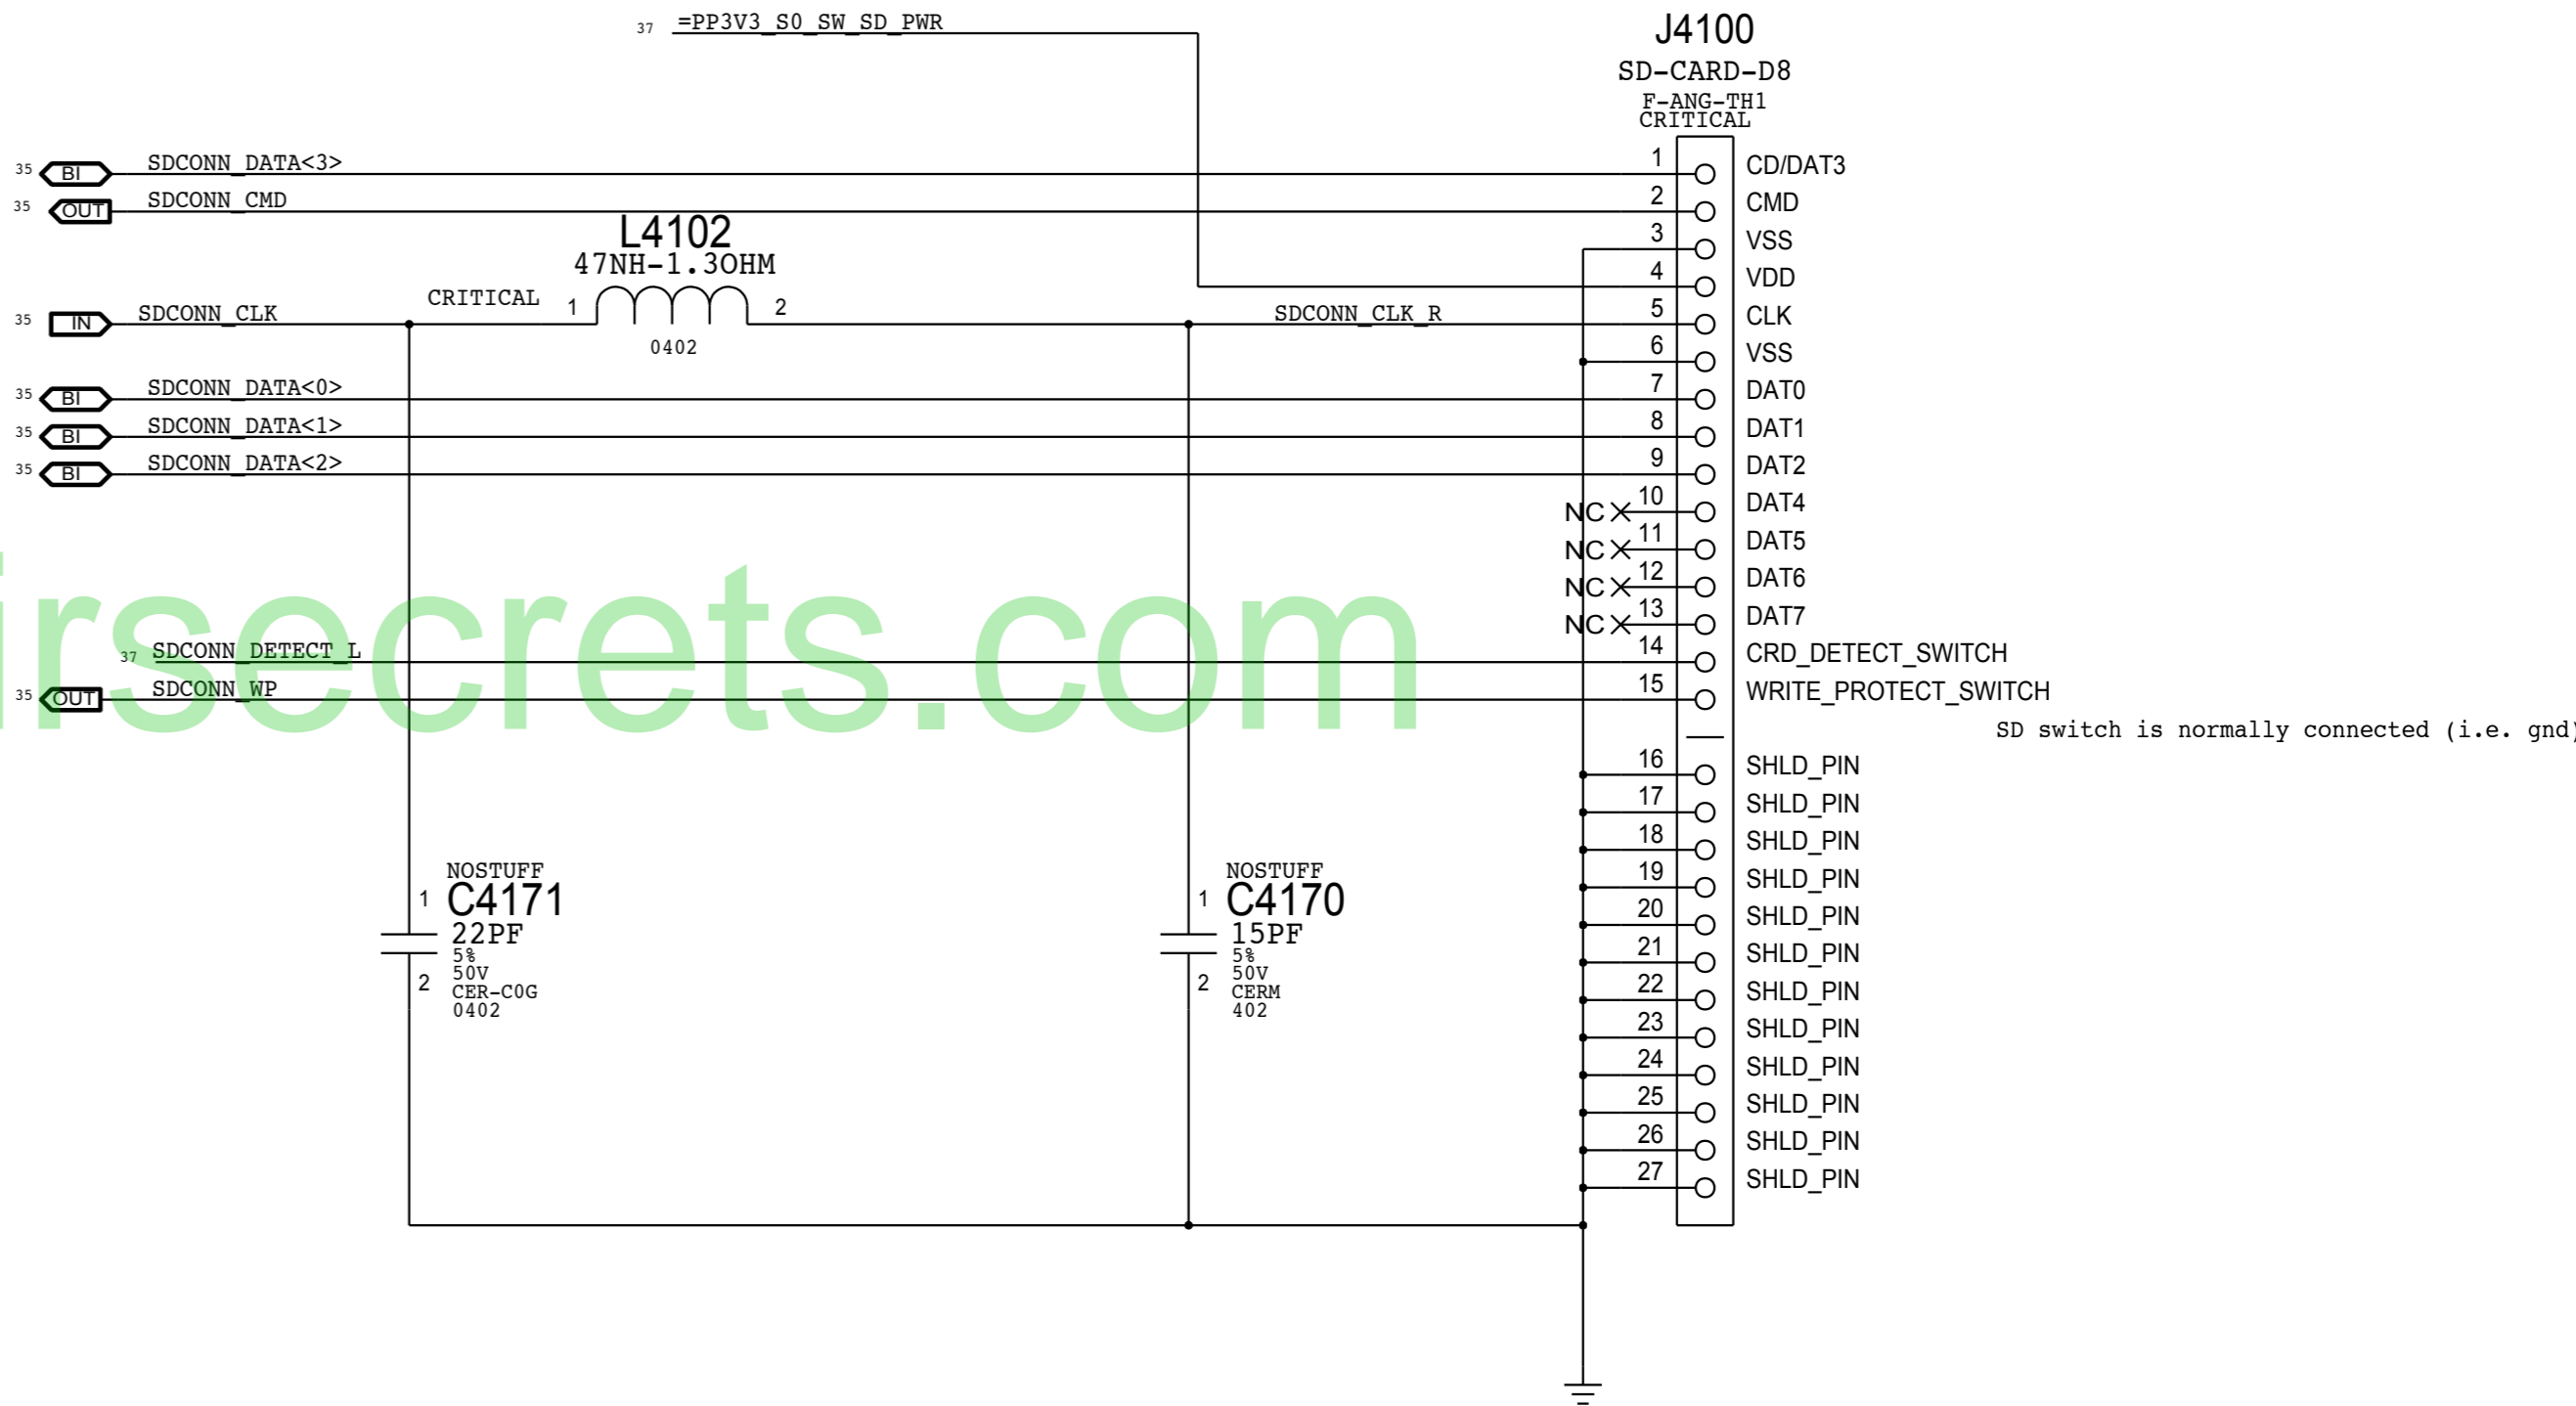 37 =PP3V3_S0_SW_SD_PWR
J4100
SD-CARD-D8
F-ANG-TH1
CRITICAL
35 BI SDCONN_DATA<3> 1 CD/DAT3
35 OUT SDCONN_CMD 2 CMD
L4102
47NH-1.3OHM
3 VSS
4 VDD
CRITICAL 1 2
35 IN SDCONN_CLK SDCONN_CLK_R 5 CLK
0402
6 VSS
35 BI SDCONN_DATA<0> 7 DAT0
35 BI SDCONN_DATA<1> 8 DAT1
35 BI SDCONN_DATA<2> 9 DAT2
NC 10 DAT4
NC 11 DAT5
NC 12 DAT6
NC 13 DAT7
irsecrets.com
37 SDCONN_DETECT_L 14 CRD_DETECT_SWITCH
35 OUT SDCONN_WP 15 WRITE_PROTECT_SWITCH
SD switch is normally connected (i.e. gnd)
16 SHLD_PIN
17 SHLD_PIN
18 SHLD_PIN
19 SHLD_PIN
20 SHLD_PIN
21 SHLD_PIN
22 SHLD_PIN
23 SHLD_PIN
24 SHLD_PIN
25 SHLD_PIN
26 SHLD_PIN
27 SHLD_PIN
NOSTUFF
1 C4171
22PF
5%
50V
2 CER-C0G
0402
NOSTUFF
1 C4170
15PF
5%
50V
2 CERM
402